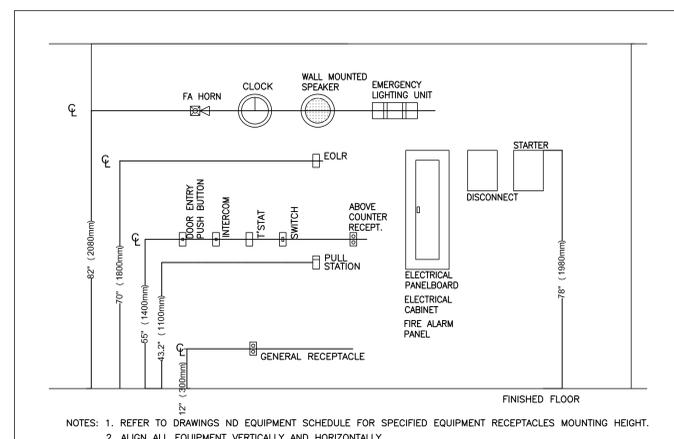 FA HORN
CLOCK
WALL MOUNTED
SPEAKER
EMERGENCY
LIGHTING UNIT
EOLR
STARTER
DISCONNECT
DOOR ENTRY
PUSH BUTTON
INTERCOM
T'STAT
SWITCH
ABOVE
COUNTER
RECEPT.
PULL
STATION
ELECTRICAL
PANELBOARD
ELECTRICAL
CABINET
FIRE ALARM
PANEL
82" (2080mm)
70" (1800mm)
55" (1400mm)
43.2" (1100mm)
12" (300mm)
78" (1980mm)
GENERAL RECEPTACLE
FINISHED FLOOR
NOTES: 1. REFER TO DRAWINGS ND EQUIPMENT SCHEDULE FOR SPECIFIED EQUIPMENT RECEPTACLES MOUNTING HEIGHT.
2. ALIGN ALL EQUIPMENT VERTICALLY AND HORIZONTALLY